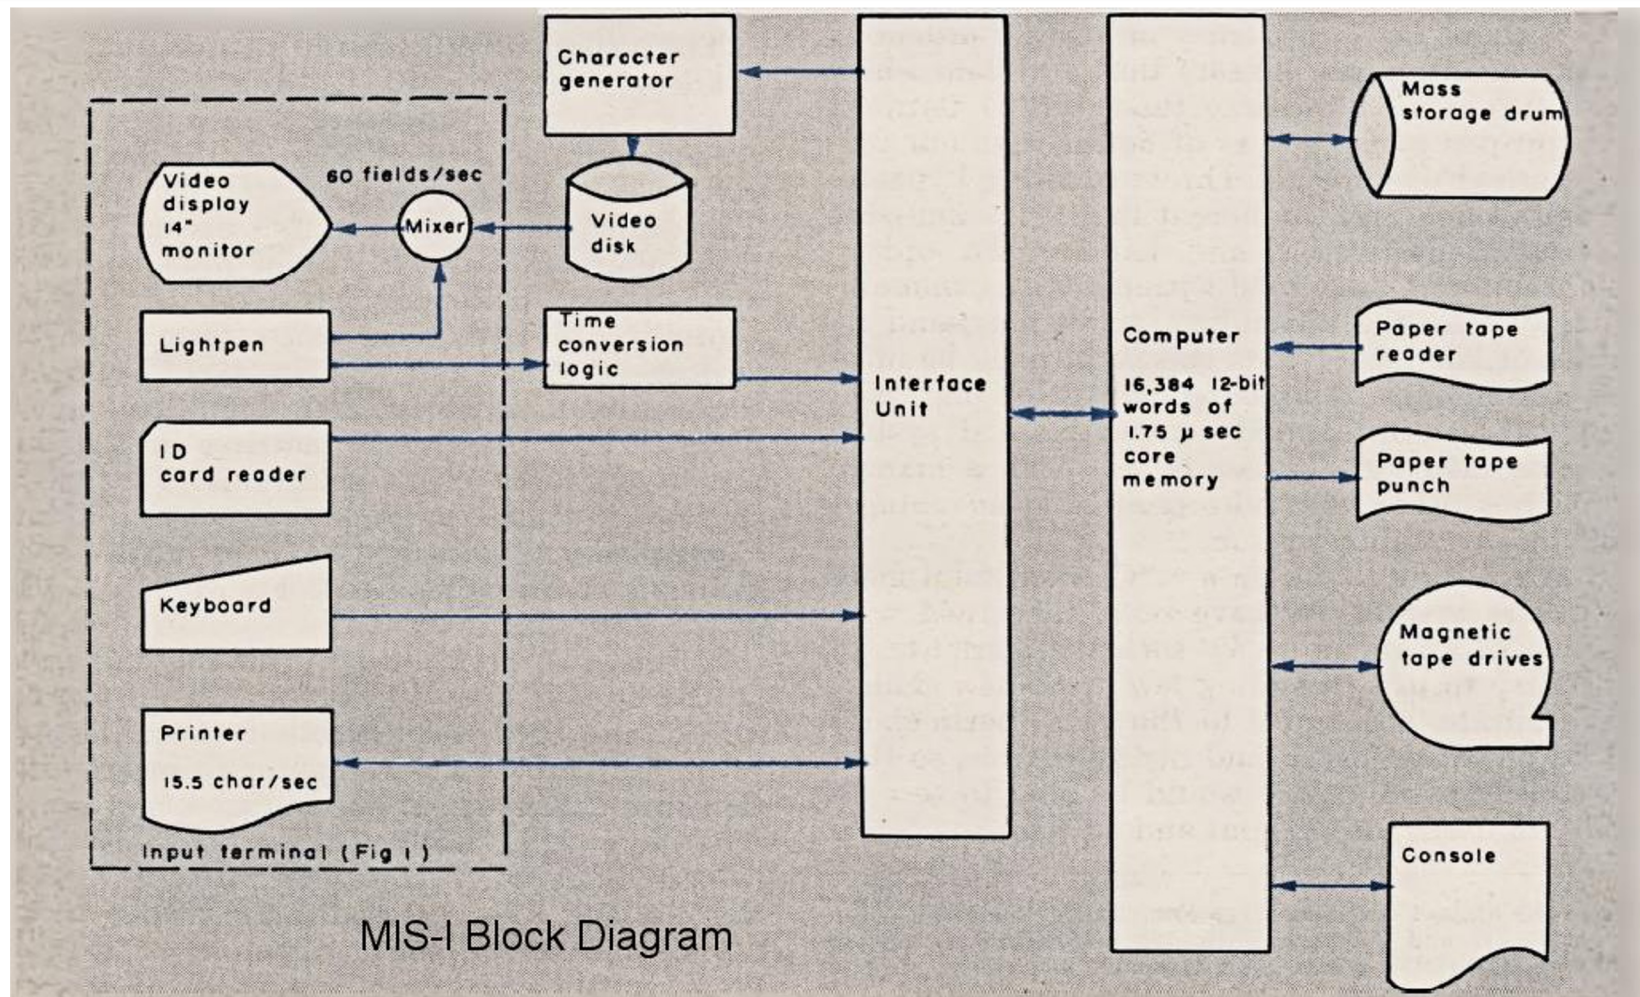 Character
generator
Mass
storage drum
60 fields/sec
Video
display
14"
monitor
Mixer
Video
disk
Time
conversion
logic
Lightpen
Computer
16,384 12-bit
words of
1.75 µ sec
core
memory
Paper tape
reader
Interface
Unit
ID
card reader
Paper tape
punch
Keyboard
Magnetic
tape drives
Printer
15.5 char/sec
Input terminal (Fig 1)
Console
MIS-I Block Diagram